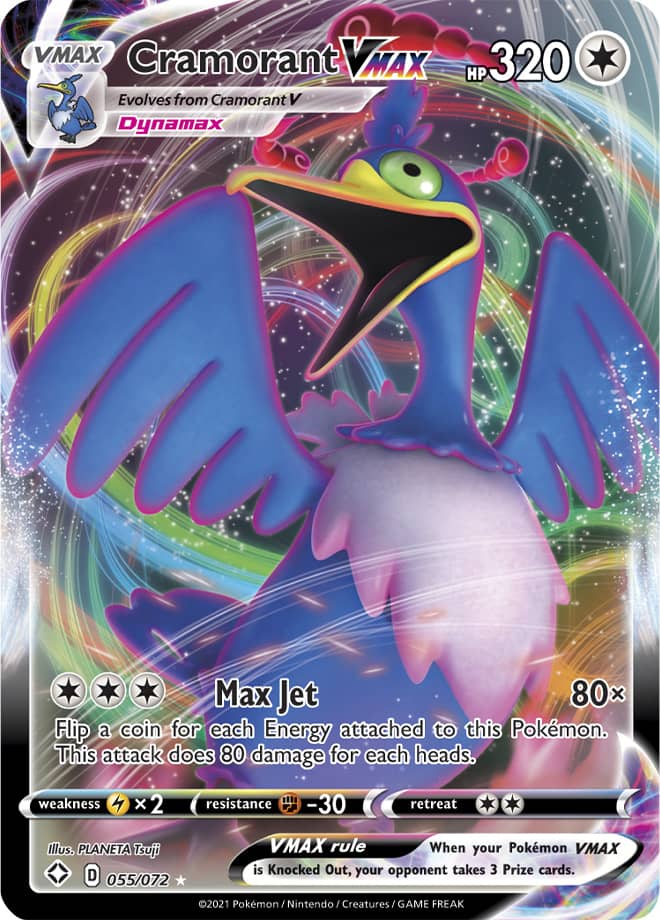 VMAX Cramorant VMAX HP 320
Evolves from Cramorant V
Dynamax
Max Jet 80×
Flip a coin for each Energy attached to this Pokémon.
This attack does 80 damage for each heads.
weakness ×2 resistance -30 retreat
Illus. PLANETA Tsuji
VMAX rule When your Pokémon VMAX
is Knocked Out, your opponent takes 3 Prize cards.
D 055/072
©2021 Pokémon / Nintendo / Creatures / GAME FREAK